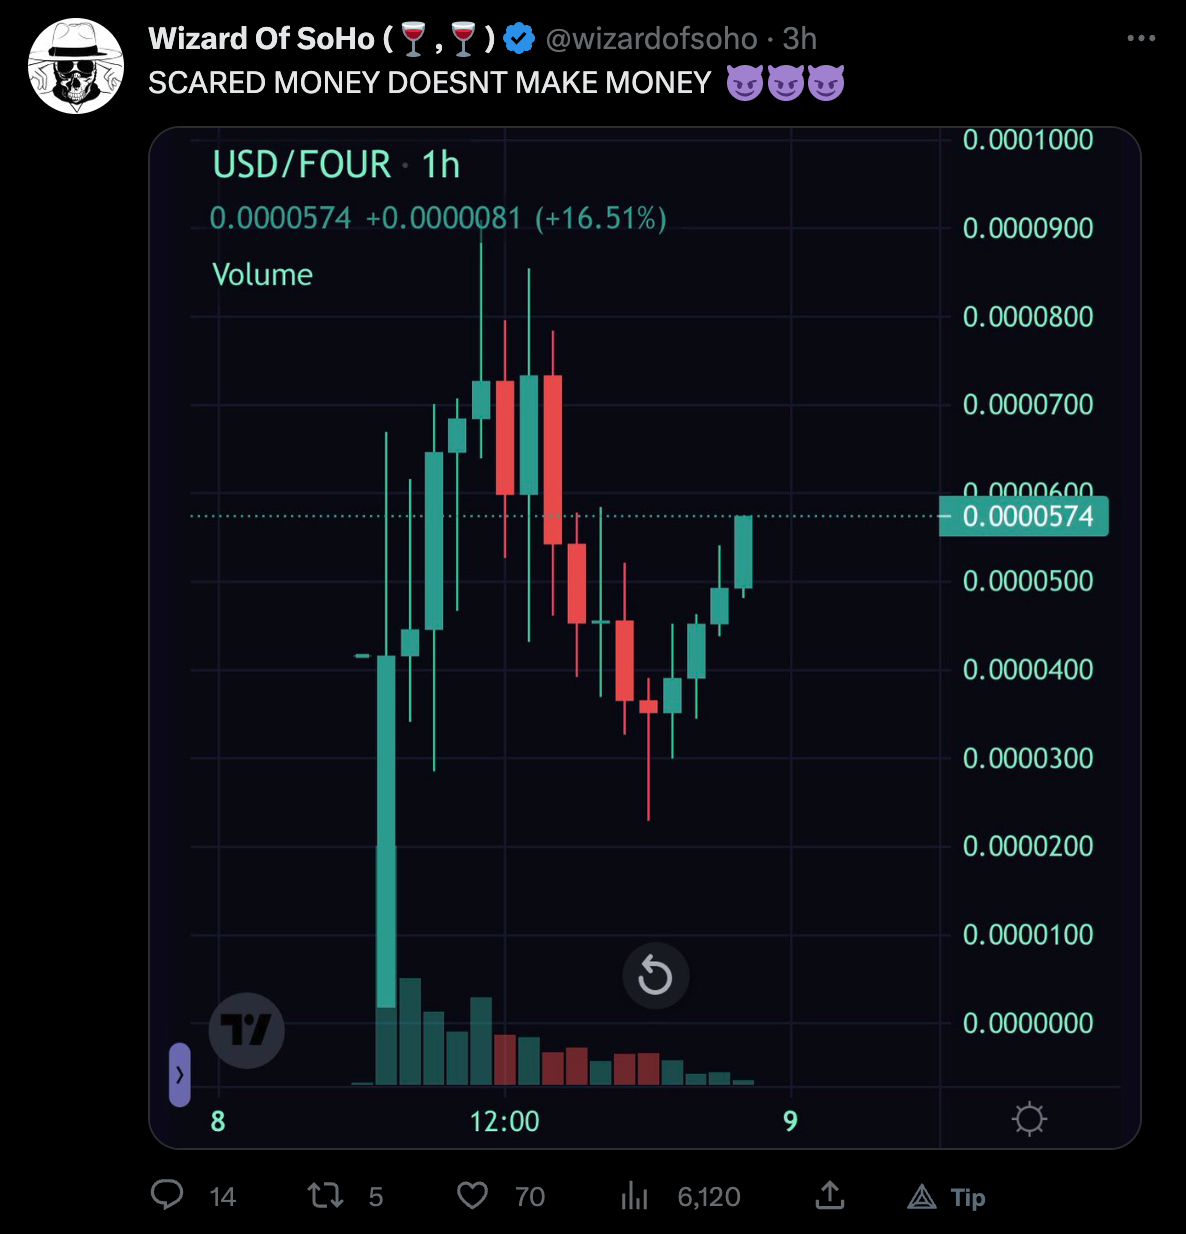 Wizard Of SoHo (🍷,🍷) @wizardofsoho · 3h
SCARED MONEY DOESNT MAKE MONEY 😈😈😈
USD/FOUR · 1h
0.0000574 +0.0000081 (+16.51%)
Volume
0.0001000
0.0000900
0.0000800
0.0000700
0.0000600
0.0000574
0.0000500
0.0000400
0.0000300
0.0000200
0.0000100
0.0000000
8 12:00 9
14 5 70 6,120 Tip